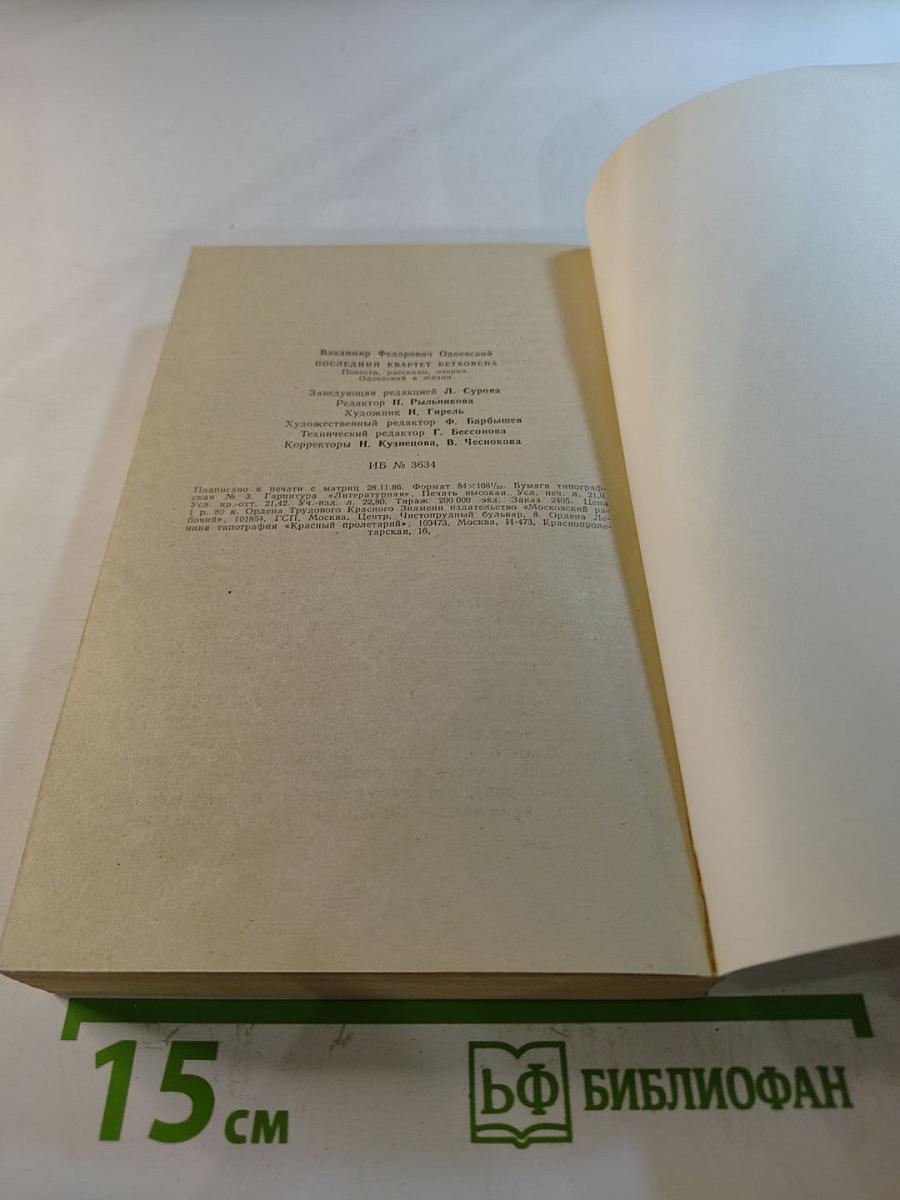 Владимир Федорович Одоевский
ПОСЛЕДНИЙ КВАРТЕТ БЕТХОВЕНА
Повести, рассказы, очерки.
Одоевский в жизни
Заведующая редакцией Л. Сурова
Редактор Н. Рыльникова
Художник И. Гирель
Художественный редактор Ф. Барбышев
Технический редактор Г. Бессонова
Корректоры Н. Кузнецова, В. Чеснокова
ИБ № 3634
Подписано к печати с матриц 28.11.86. Формат 84×108¹/₃₂. Бумага типограф-
ская № 3. Гарнитура «Литературная». Печать высокая. Усл. печ. л. 21,0.
Усл. кр.-отт. 21,42. Уч.-изд. л. 22,80. Тираж 200 000 экз. Заказ 2405. Цена
1 р. 80 к. Ордена Трудового Красного Знамени издательство «Московский ра-
бочий», 101854, ГСП, Москва, Центр, Чистопрудный бульвар, 8. Ордена Ле-
нина типография «Красный пролетарий», 103473, Москва, И-473, Краснопроле-
тарская, 16.
15 см
БФ БИБЛИОФАН